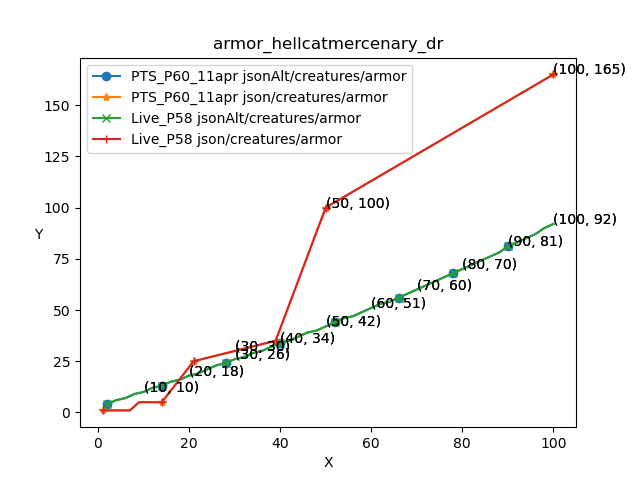 armor_hellcatmercenary_dr
PTS_P60_11apr jsonAlt/creatures/armor
PTS_P60_11apr json/creatures/armor
Live_P58 jsonAlt/creatures/armor
Live_P58 json/creatures/armor
(100, 165)
(50, 100)
(100, 92)
(90, 81)
(80, 70)
(70, 60)
(60, 51)
(50, 42)
(40, 34)
(30, 30)
(30, 26)
(20, 18)
(10, 10)
Y
150
125
100
75
50
25
0
0 20 40 60 80 100
X